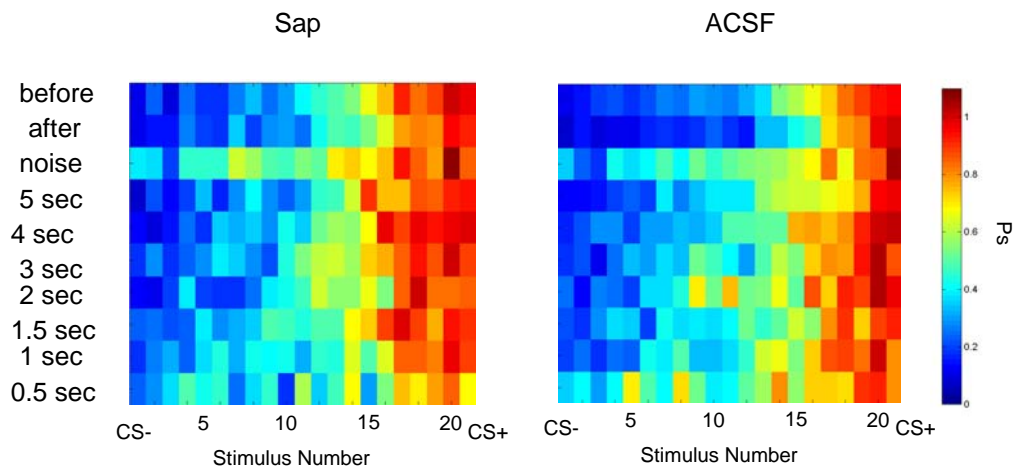 Sap ACSF
before
after
noise
5 sec
4 sec
3 sec
2 sec
1.5 sec
1 sec
0.5 sec
CS- 5 10 15 20 CS+
Stimulus Number
CS- 5 10 15 20 CS+
Stimulus Number
1
0.8
0.6
0.4
0.2
0
Ps